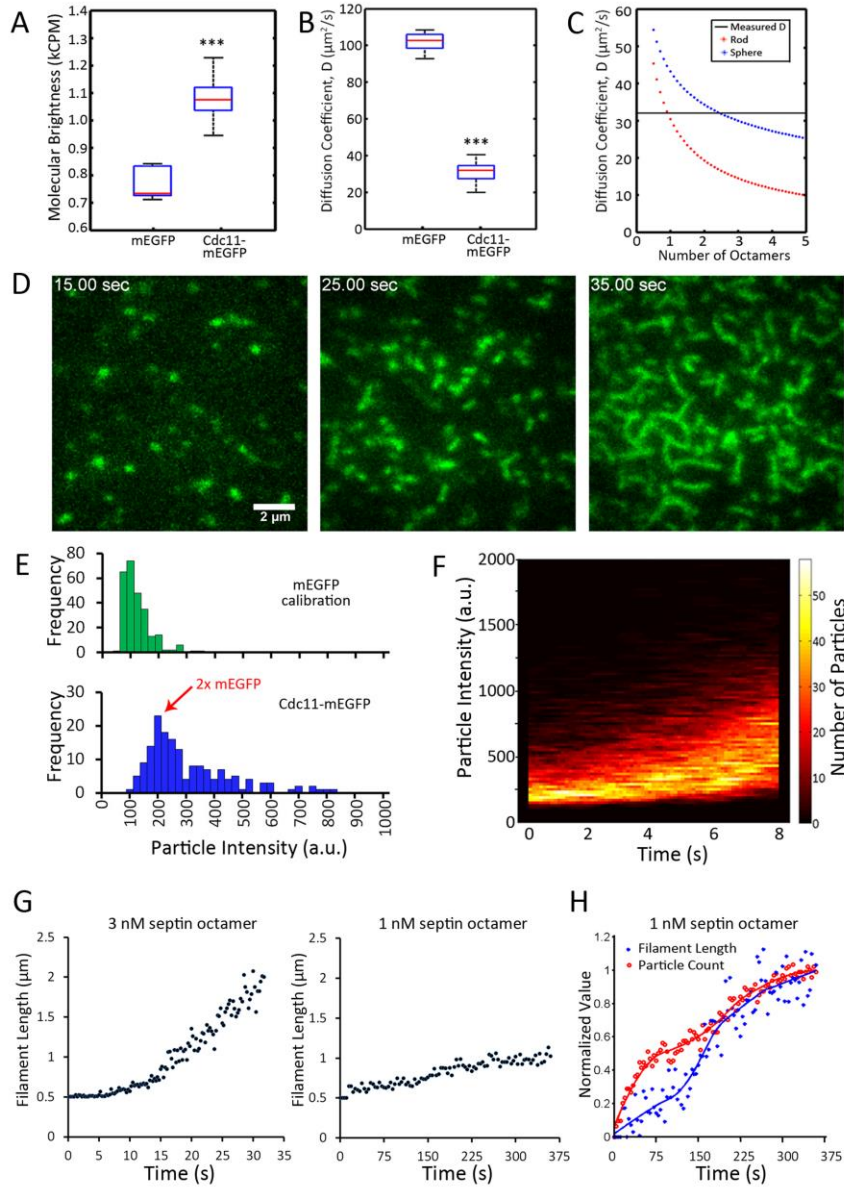 A
Molecular Brightness (kCPM)
1.4
1.3
1.2
1.1
1.0
0.9
0.8
0.7
0.6
***
mEGFP
Cdc11-
mEGFP
B
Diffusion Coefficient, D (μm²/s)
120
100
80
60
40
20
0
***
mEGFP
Cdc11-
mEGFP
C
Diffusion Coefficient, D (μm²/s)
60
50
40
30
20
10
0
Measured D
Rod
Sphere
0 1 2 3 4 5
Number of Octamers
D
15.00 sec
2 μm
25.00 sec
35.00 sec
E
Frequency
80
60
40
20
0
mEGFP
calibration
Frequency
30
20
10
0
2x mEGFP
Cdc11-mEGFP
0 100 200 300 400 500 600 700 800 900 1000
Particle Intensity (a.u.)
F
Particle Intensity (a.u.)
2000
1500
1000
500
0
0 2 4 6 8
Time (s)
50
40
30
20
10
0
Number of Particles
G
3 nM septin octamer
Filament Length (μm)
2.5
2
1.5
1
0.5
0
0 5 10 15 20 25 30 35
Time (s)
1 nM septin octamer
Filament Length (μm)
2.5
2
1.5
1
0.5
0
0 75 150 225 300 375
Time (s)
H
1 nM septin octamer
Normalized Value
1.2
1
0.8
0.6
0.4
0.2
0
Filament Length
Particle Count
0 75 150 225 300 375
Time (s)